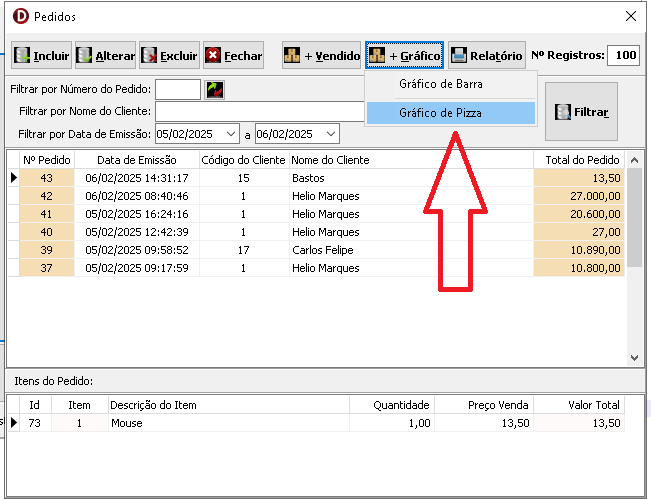 Pedidos
Incluir Alterar Excluir Fechar + Vendido + Gráfico Relatório Nº Registros: 100
Gráfico de Barra
Gráfico de Pizza
Filtrar por Número do Pedido:
Filtrar por Nome do Cliente:
Filtrar por Data de Emissão: 05/02/2025 a 06/02/2025
Filtrar
Nº Pedido Data de Emissão Código do Cliente Nome do Cliente Total do Pedido
43 06/02/2025 14:31:17 15 Bastos 13,50
42 06/02/2025 08:40:46 1 Helio Marques 27.000,00
41 05/02/2025 16:24:16 1 Helio Marques 20.600,00
40 05/02/2025 12:42:39 1 Helio Marques 27,00
39 05/02/2025 09:58:52 17 Carlos Felipe 10.890,00
37 05/02/2025 09:17:59 1 Helio Marques 10.800,00
Itens do Pedido:
Id Item Descrição do Item Quantidade Preço Venda Valor Total
73 1 Mouse 1,00 13,50 13,50